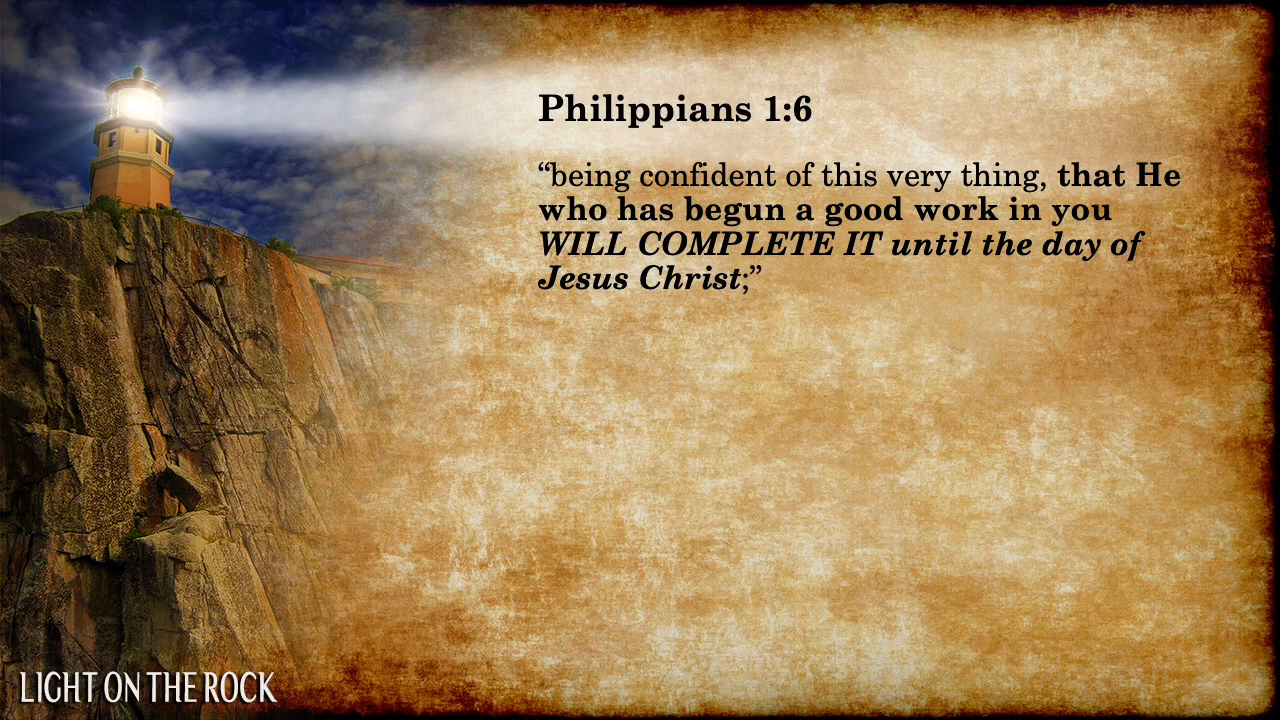 Philippians 1:6
“being confident of this very thing, that He
who has begun a good work in you
WILL COMPLETE IT until the day of
Jesus Christ;”
LIGHT ON THE ROCK